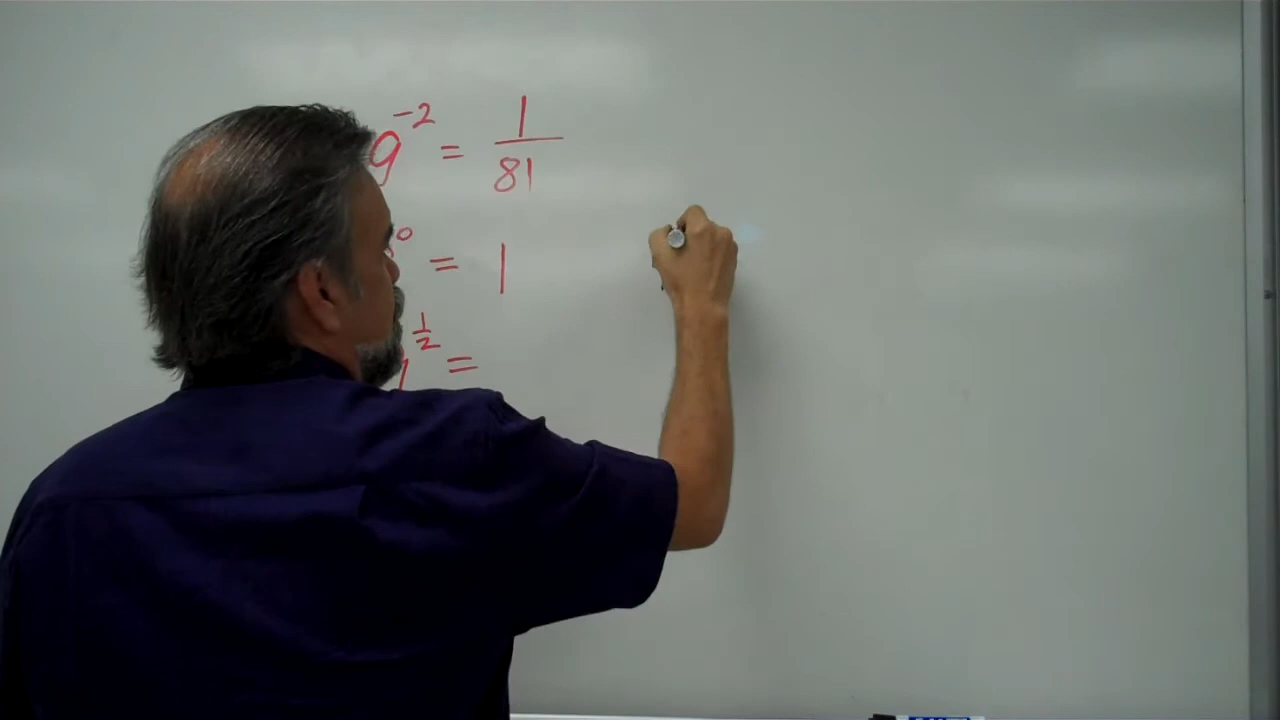 9⁻² = 1/81
⁰ = 1
^(1/2) =